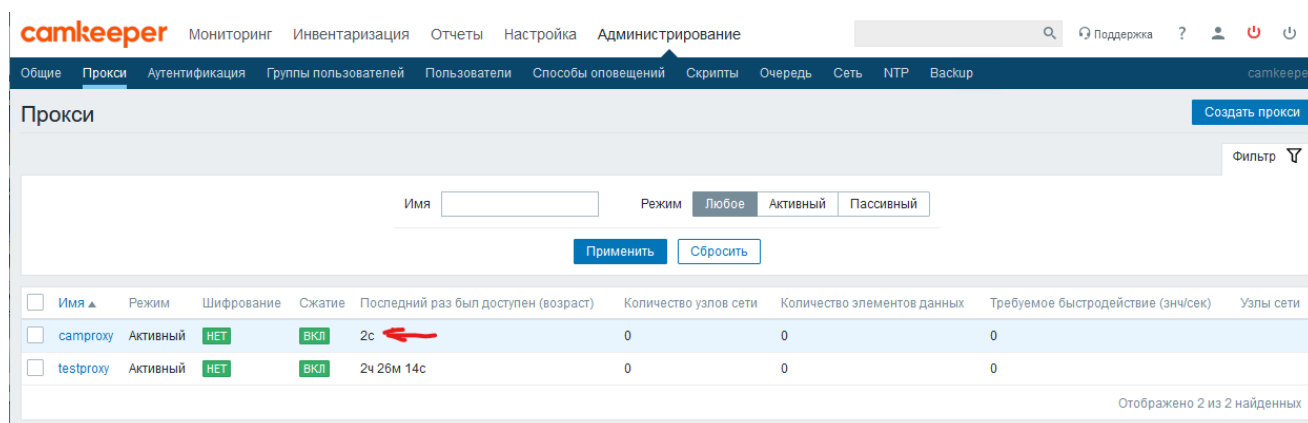 camkeeper Мониторинг Инвентаризация Отчеты Настройка Администрирование Поддержка ?
Общие Прокси Аутентификация Группы пользователей Пользователи Способы оповещений Скрипты Очередь Сеть NTP Backup camkeepe
Прокси Создать прокси
Фильтр
Имя Режим Любое Активный Пассивный
Применить Сбросить
Имя Режим Шифрование Сжатие Последний раз был доступен (возраст) Количество узлов сети Количество элементов данных Требуемое быстродействие (знч/сек) Узлы сети
camproxy Активный НЕТ ВКЛ 2с 0 0 0
testproxy Активный НЕТ ВКЛ 2ч 26м 14с 0 0 0
Отображено 2 из 2 найденных